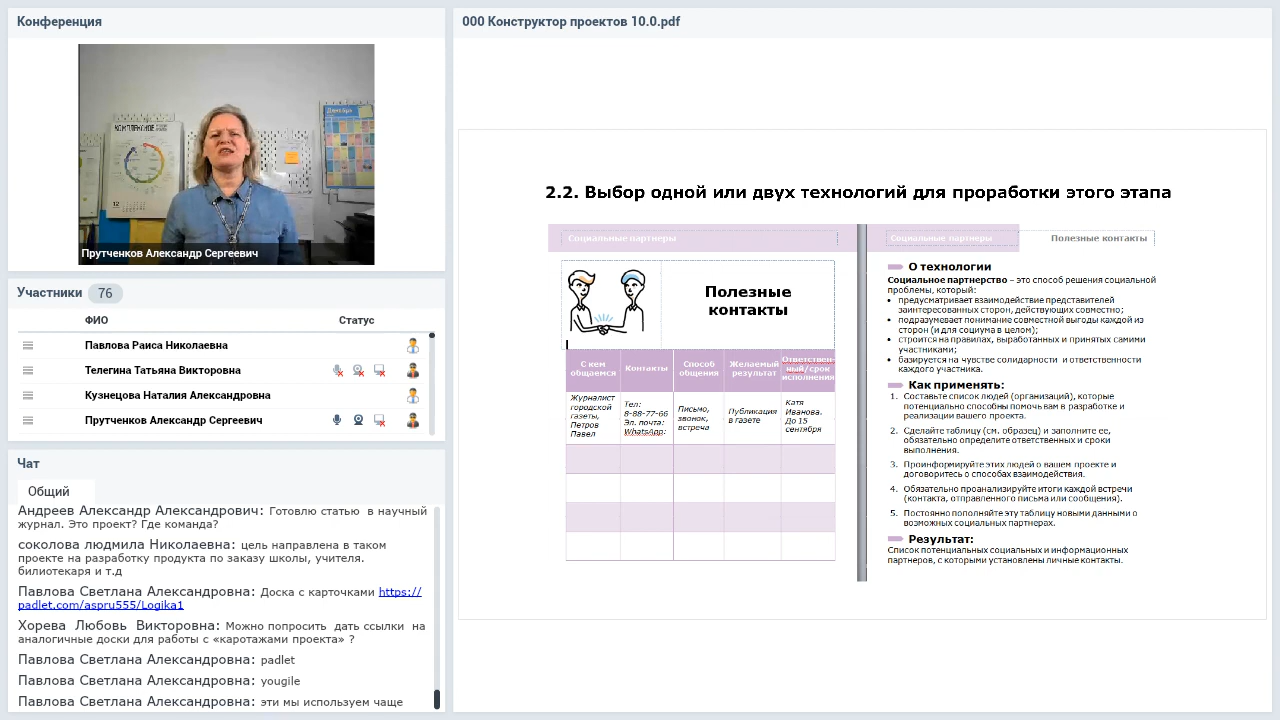 Конференция
КОМПЛЕКСНОЕ
Декабрь
Прутченков Александр Сергеевич
Участники 76
ФИО Статус
Павлова Раиса Николаевна
Телегина Татьяна Викторовна
Кузнецова Наталия Александровна
Прутченков Александр Сергеевич
Чат
Общий
Андреев Александр Александрович: Готовлю статью в научный
журнал. Это проект? Где команда?
соколова людмила Николаевна: цель направлена в таком
проекте на разработку продукта по заказу школы, учителя.
билиотекаря и т.д
Павлова Светлана Александровна: Доска с карточками https://
padlet.com/aspru555/Logika1
Хорева Любовь Викторовна: Можно попросить дать ссылки на
аналогичные доски для работы с «каротажами проекта» ?
Павлова Светлана Александровна: padlet
Павлова Светлана Александровна: yougile
Павлова Светлана Александровна: эти мы используем чаще
000 Конструктор проектов 10.0.pdf
2.2. Выбор одной или двух технологий для проработки этого этапа
Социальные партнеры
Полезные
контакты
С кем
общаемся
Контакты
Способ
общения
Желаемый
результат
Ответствен-
ный/срок
исполнения
Журналист
городской
газеты,
Петров
Павел
Тел:
8-88-77-66
Эл. почта:
WhatsApp:
Письмо,
звонок,
встреча
Публикация
в газете
Катя
Иванова.
До 15
сентября
Социальные партнеры Полезные контакты
О технологии
Социальное партнерство – это способ решения социальной
проблемы, который:
• предусматривает взаимодействие представителей
заинтересованных сторон, действующих совместно;
• подразумевает понимание совместной выгоды каждой из
сторон (и для социума в целом);
• строится на правилах, выработанных и принятых самими
участниками;
• базируется на чувстве солидарности и ответственности
каждого участника.
Как применять:
1. Составьте список людей (организаций), которые
потенциально способны помочь вам в разработке и
реализации вашего проекта.
2. Сделайте таблицу (см. образец) и заполните ее,
обязательно определите ответственных и сроки
выполнения.
3. Проинформируйте этих людей о вашем проекте и
договоритесь о способах взаимодействия.
4. Обязательно проанализируйте итоги каждой встречи
(контакта, отправленного письма или сообщения).
5. Постоянно пополняйте эту таблицу новыми данными о
возможных социальных партнерах.
Результат:
Список потенциальных социальных и информационных
партнеров, с которыми установлены личные контакты.